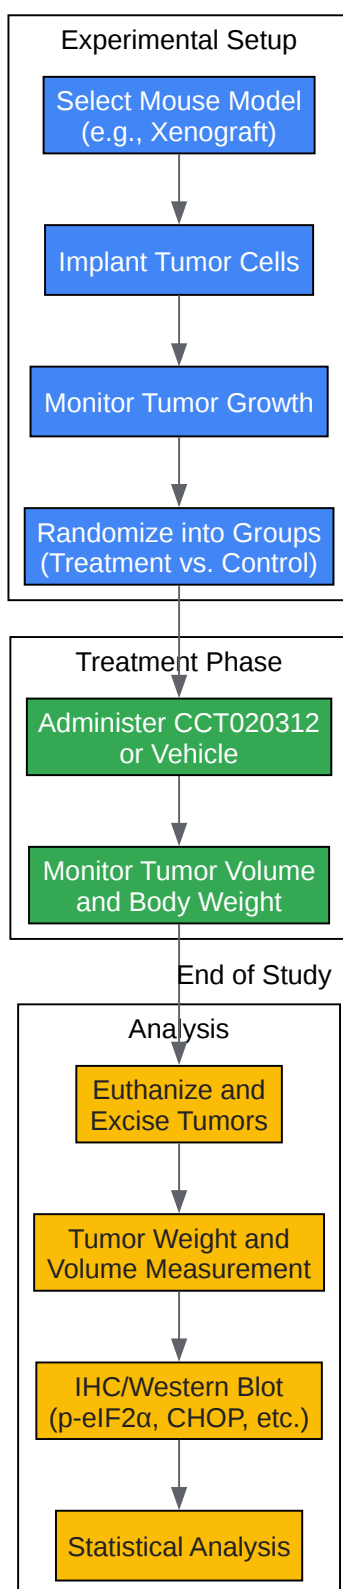 Experimental Setup
Select Mouse Model
(e.g., Xenograft)
Implant Tumor Cells
Monitor Tumor Growth
Randomize into Groups
(Treatment vs. Control)
Treatment Phase
Administer CCT020312
or Vehicle
Monitor Tumor Volume
and Body Weight
End of Study
Analysis
Euthanize and
Excise Tumors
Tumor Weight and
Volume Measurement
IHC/Western Blot
(p-eIF2α, CHOP, etc.)
Statistical Analysis